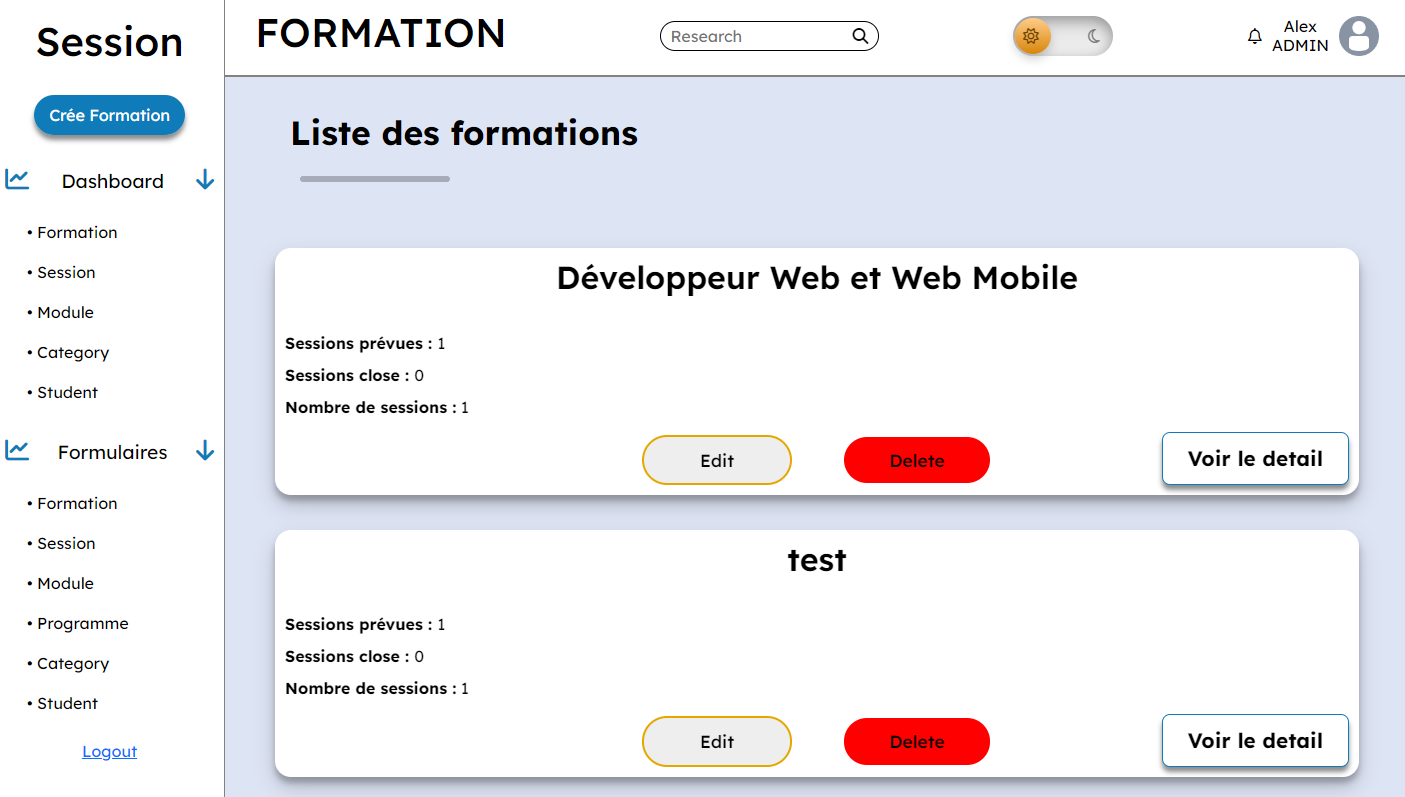 Session
Crée Formation
Dashboard
• Formation
• Session
• Module
• Category
• Student
Formulaires
• Formation
• Session
• Module
• Programme
• Category
• Student
Logout
FORMATION
Research
Alex
ADMIN
Liste des formations
Développeur Web et Web Mobile
Sessions prévues : 1
Sessions close : 0
Nombre de sessions : 1
Edit
Delete
Voir le detail
test
Sessions prévues : 1
Sessions close : 0
Nombre de sessions : 1
Edit
Delete
Voir le detail